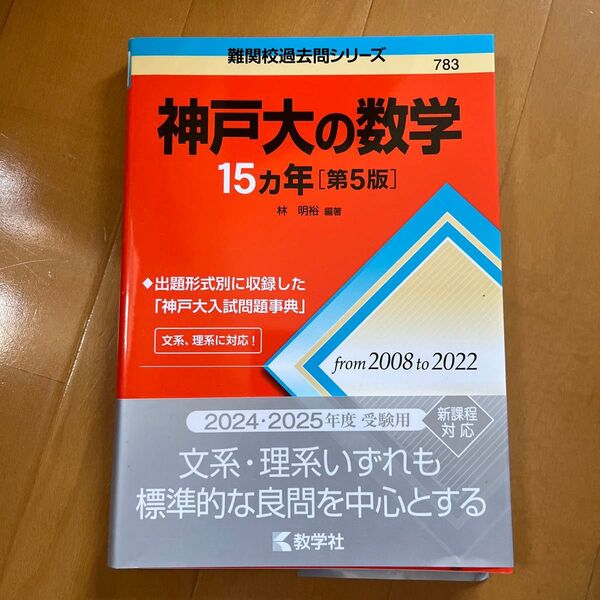 難関校過去問シリーズ
783
神戸大の数学
15ヵ年[第5版]
林 明裕 編著
◆出題形式別に収録した
「神戸大入試問題事典」
文系、理系に対応!
from 2008 to 2022
2024・2025年度 受験用
新課程
対応
文系・理系いずれも
標準的な良問を中心とする
教学社